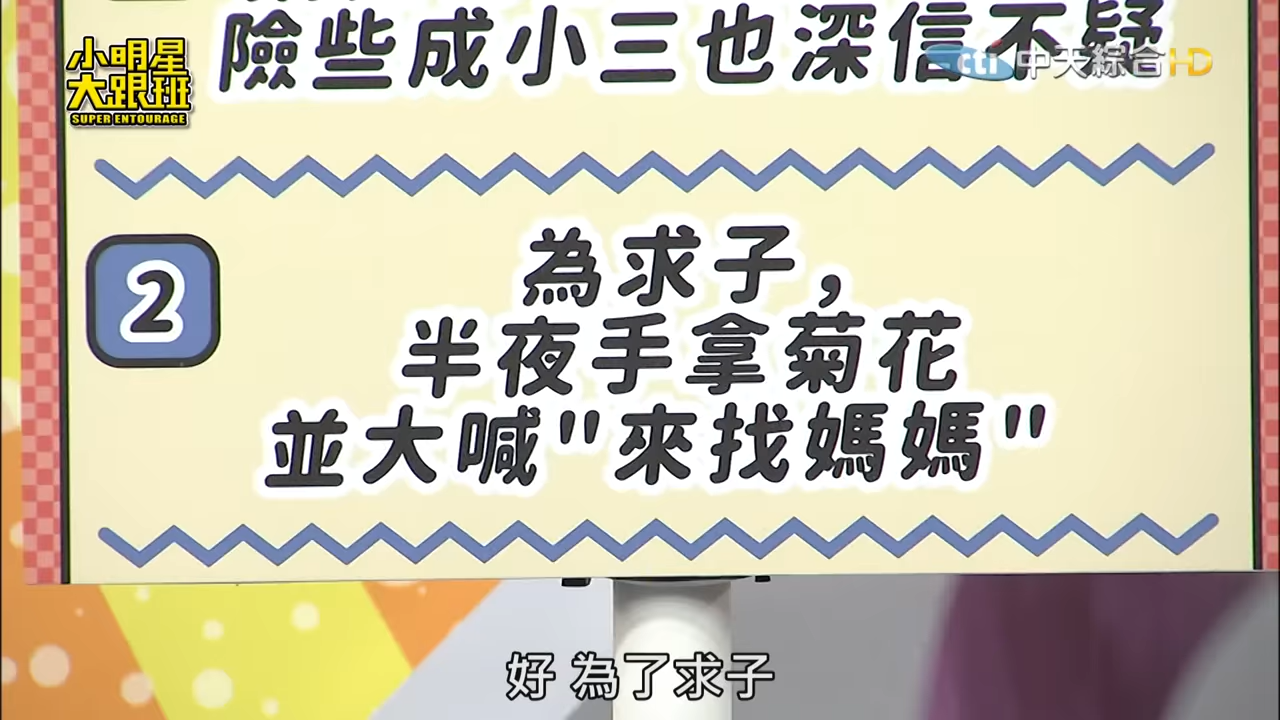 險些成小三也深信不疑
小明星
大跟班
SUPER ENTOURAGE
cti 中天綜合HD
2
為求子，
半夜手拿菊花
並大喊"來找媽媽"
好 為了求子